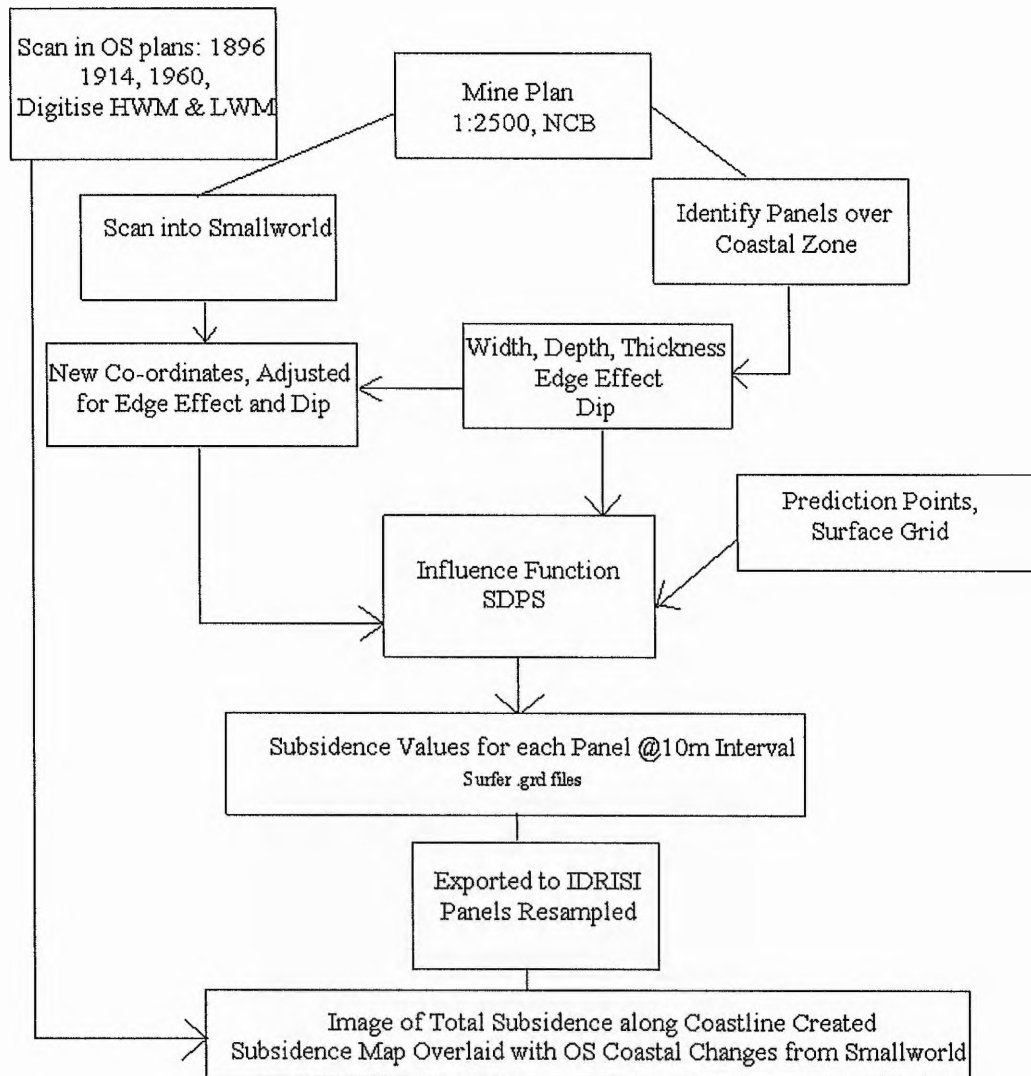 Scan in OS plans: 1896
1914, 1960,
Digitise HWM & LWM
Mine Plan
1:2500, NCB
Scan into Smallworld
Identify Panels over
Coastal Zone
New Co-ordinates, Adjusted
for Edge Effect and Dip
Width, Depth, Thickness
Edge Effect
Dip
Prediction Points,
Surface Grid
Influence Function
SDPS
Subsidence Values for each Panel @10m Interval
Surfer .grd files
Exported to IDRISI
Panels Resampled
Image of Total Subsidence along Coastline Created
Subsidence Map Overlaid with OS Coastal Changes from Smallworld